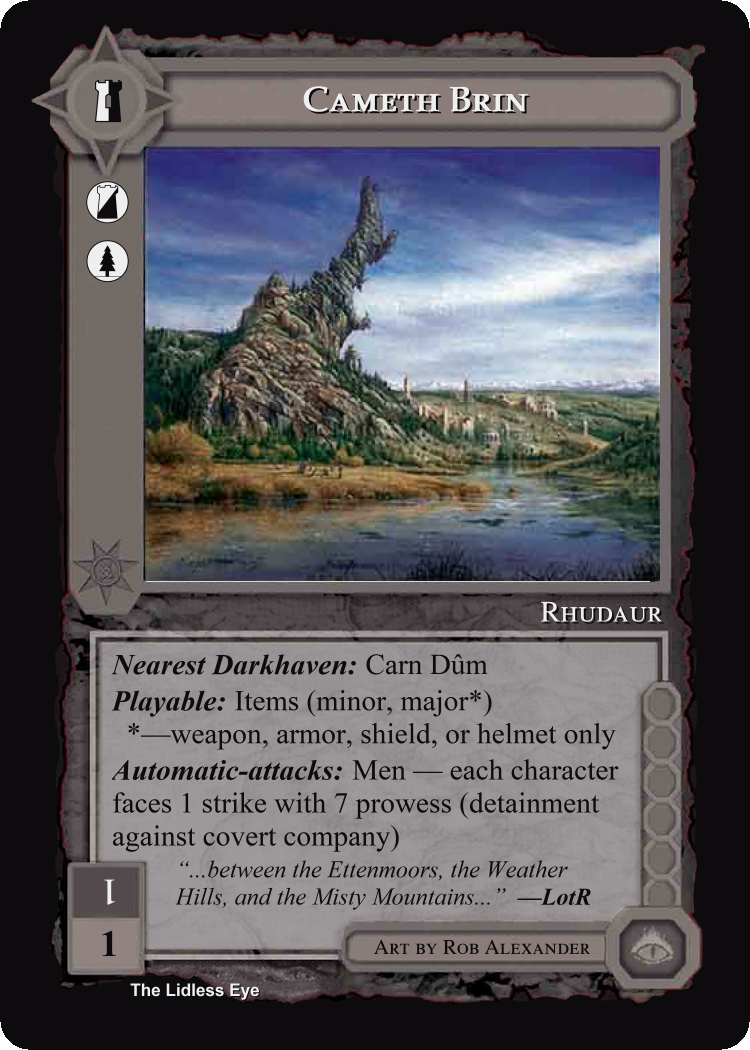 Cameth Brin
Rhudaur
Nearest Darkhaven: Carn Dûm
Playable: Items (minor, major*)
*—weapon, armor, shield, or helmet only
Automatic-attacks: Men — each character
faces 1 strike with 7 prowess (detainment
against covert company)
“...between the Ettenmoors, the Weather
Hills, and the Misty Mountains...” —LotR
1
1
Art by Rob Alexander
The Lidless Eye